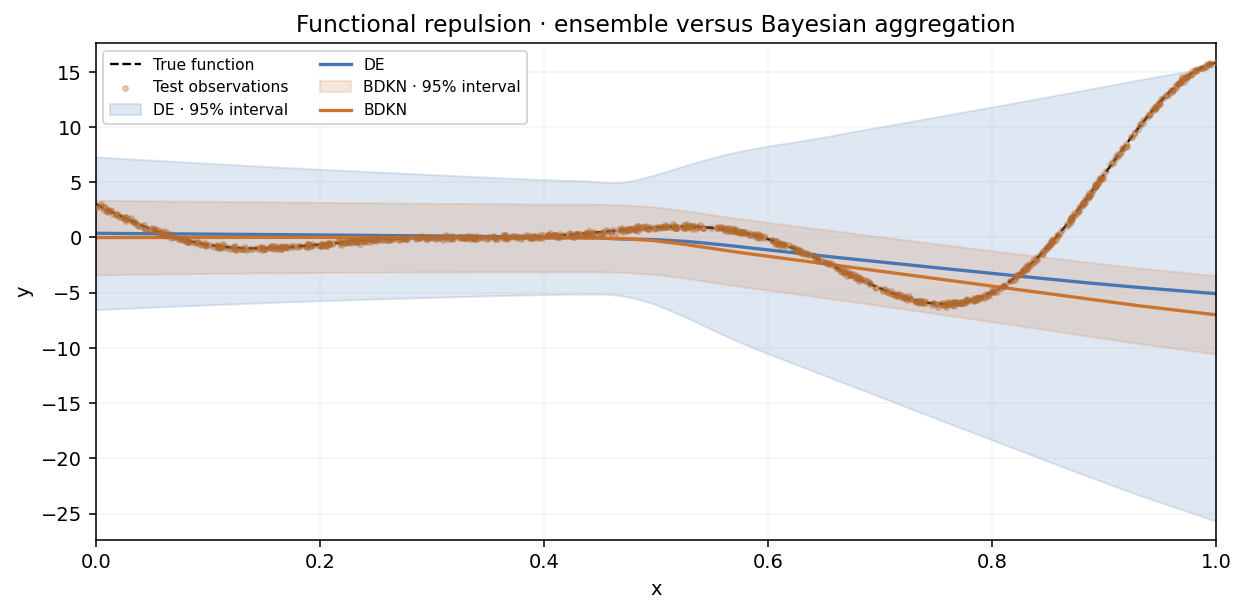 Functional repulsion · ensemble versus Bayesian aggregation
True function
Test observations
DE · 95% interval
DE
BDKN · 95% interval
BDKN
15
10
5
0
−5
−10
−15
−20
−25
y
0.0
0.2
0.4
0.6
0.8
1.0
x